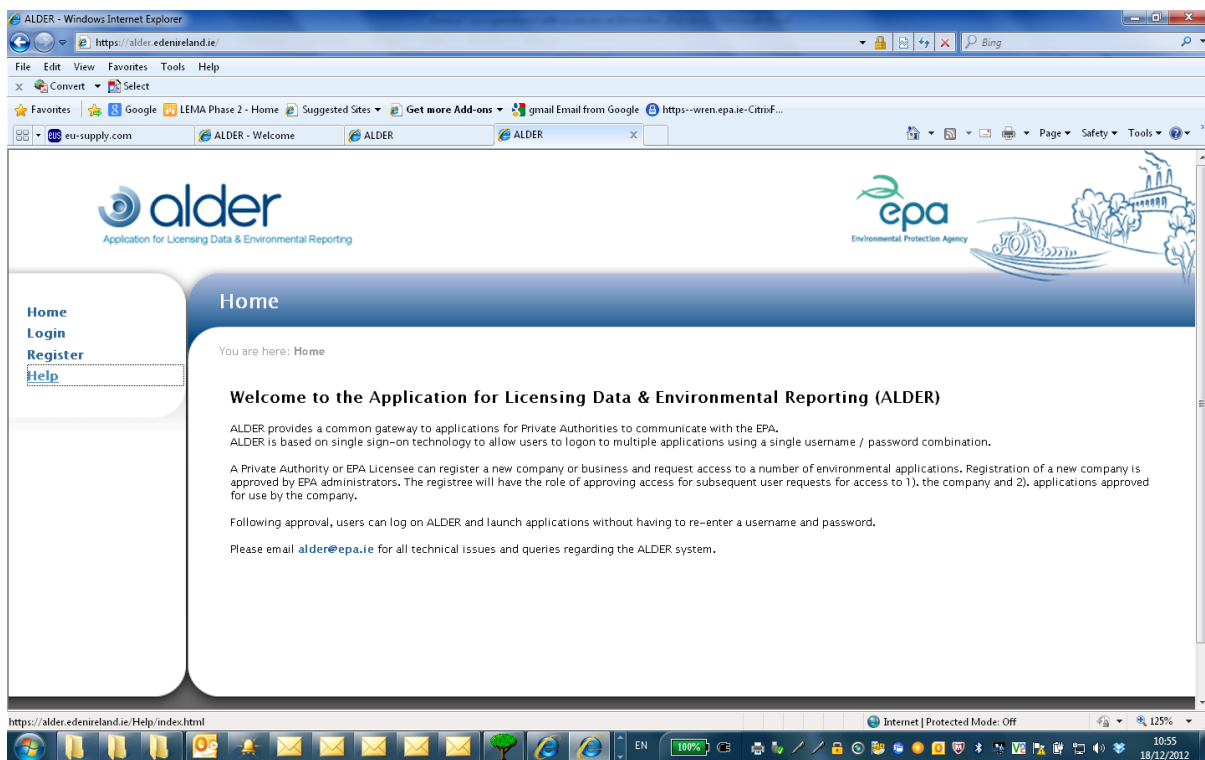 ALDER - Windows Internet Explorer
https://alder.edenireland.ie/
Bing
File Edit View Favorites Tools Help
x Convert Select
Favorites Google LEMA Phase 2 - Home Suggested Sites Get more Add-ons gmail Email from Google https--wren.epa.ie-CitrixF...
eu-supply.com ALDER - Welcome ALDER ALDER x Page Safety Tools
alder
Application for Licensing Data & Environmental Reporting
epa
Environmental Protection Agency
Home
Login
Register
Help
Home
You are here: Home
Welcome to the Application for Licensing Data & Environmental Reporting (ALDER)
ALDER provides a common gateway to applications for Private Authorities to communicate with the EPA.
ALDER is based on single sign-on technology to allow users to logon to multiple applications using a single username / password combination.
A Private Authority or EPA Licensee can register a new company or business and request access to a number of environmental applications. Registration of a new company is
approved by EPA administrators. The registree will have the role of approving access for subsequent user requests for access to 1). the company and 2). applications approved
for use by the company.
Following approval, users can log on ALDER and launch applications without having to re-enter a username and password.
Please email alder@epa.ie for all technical issues and queries regarding the ALDER system.
https://alder.edenireland.ie/Help/index.html Internet | Protected Mode: Off 125%
EN 100% 10:55
18/12/2012